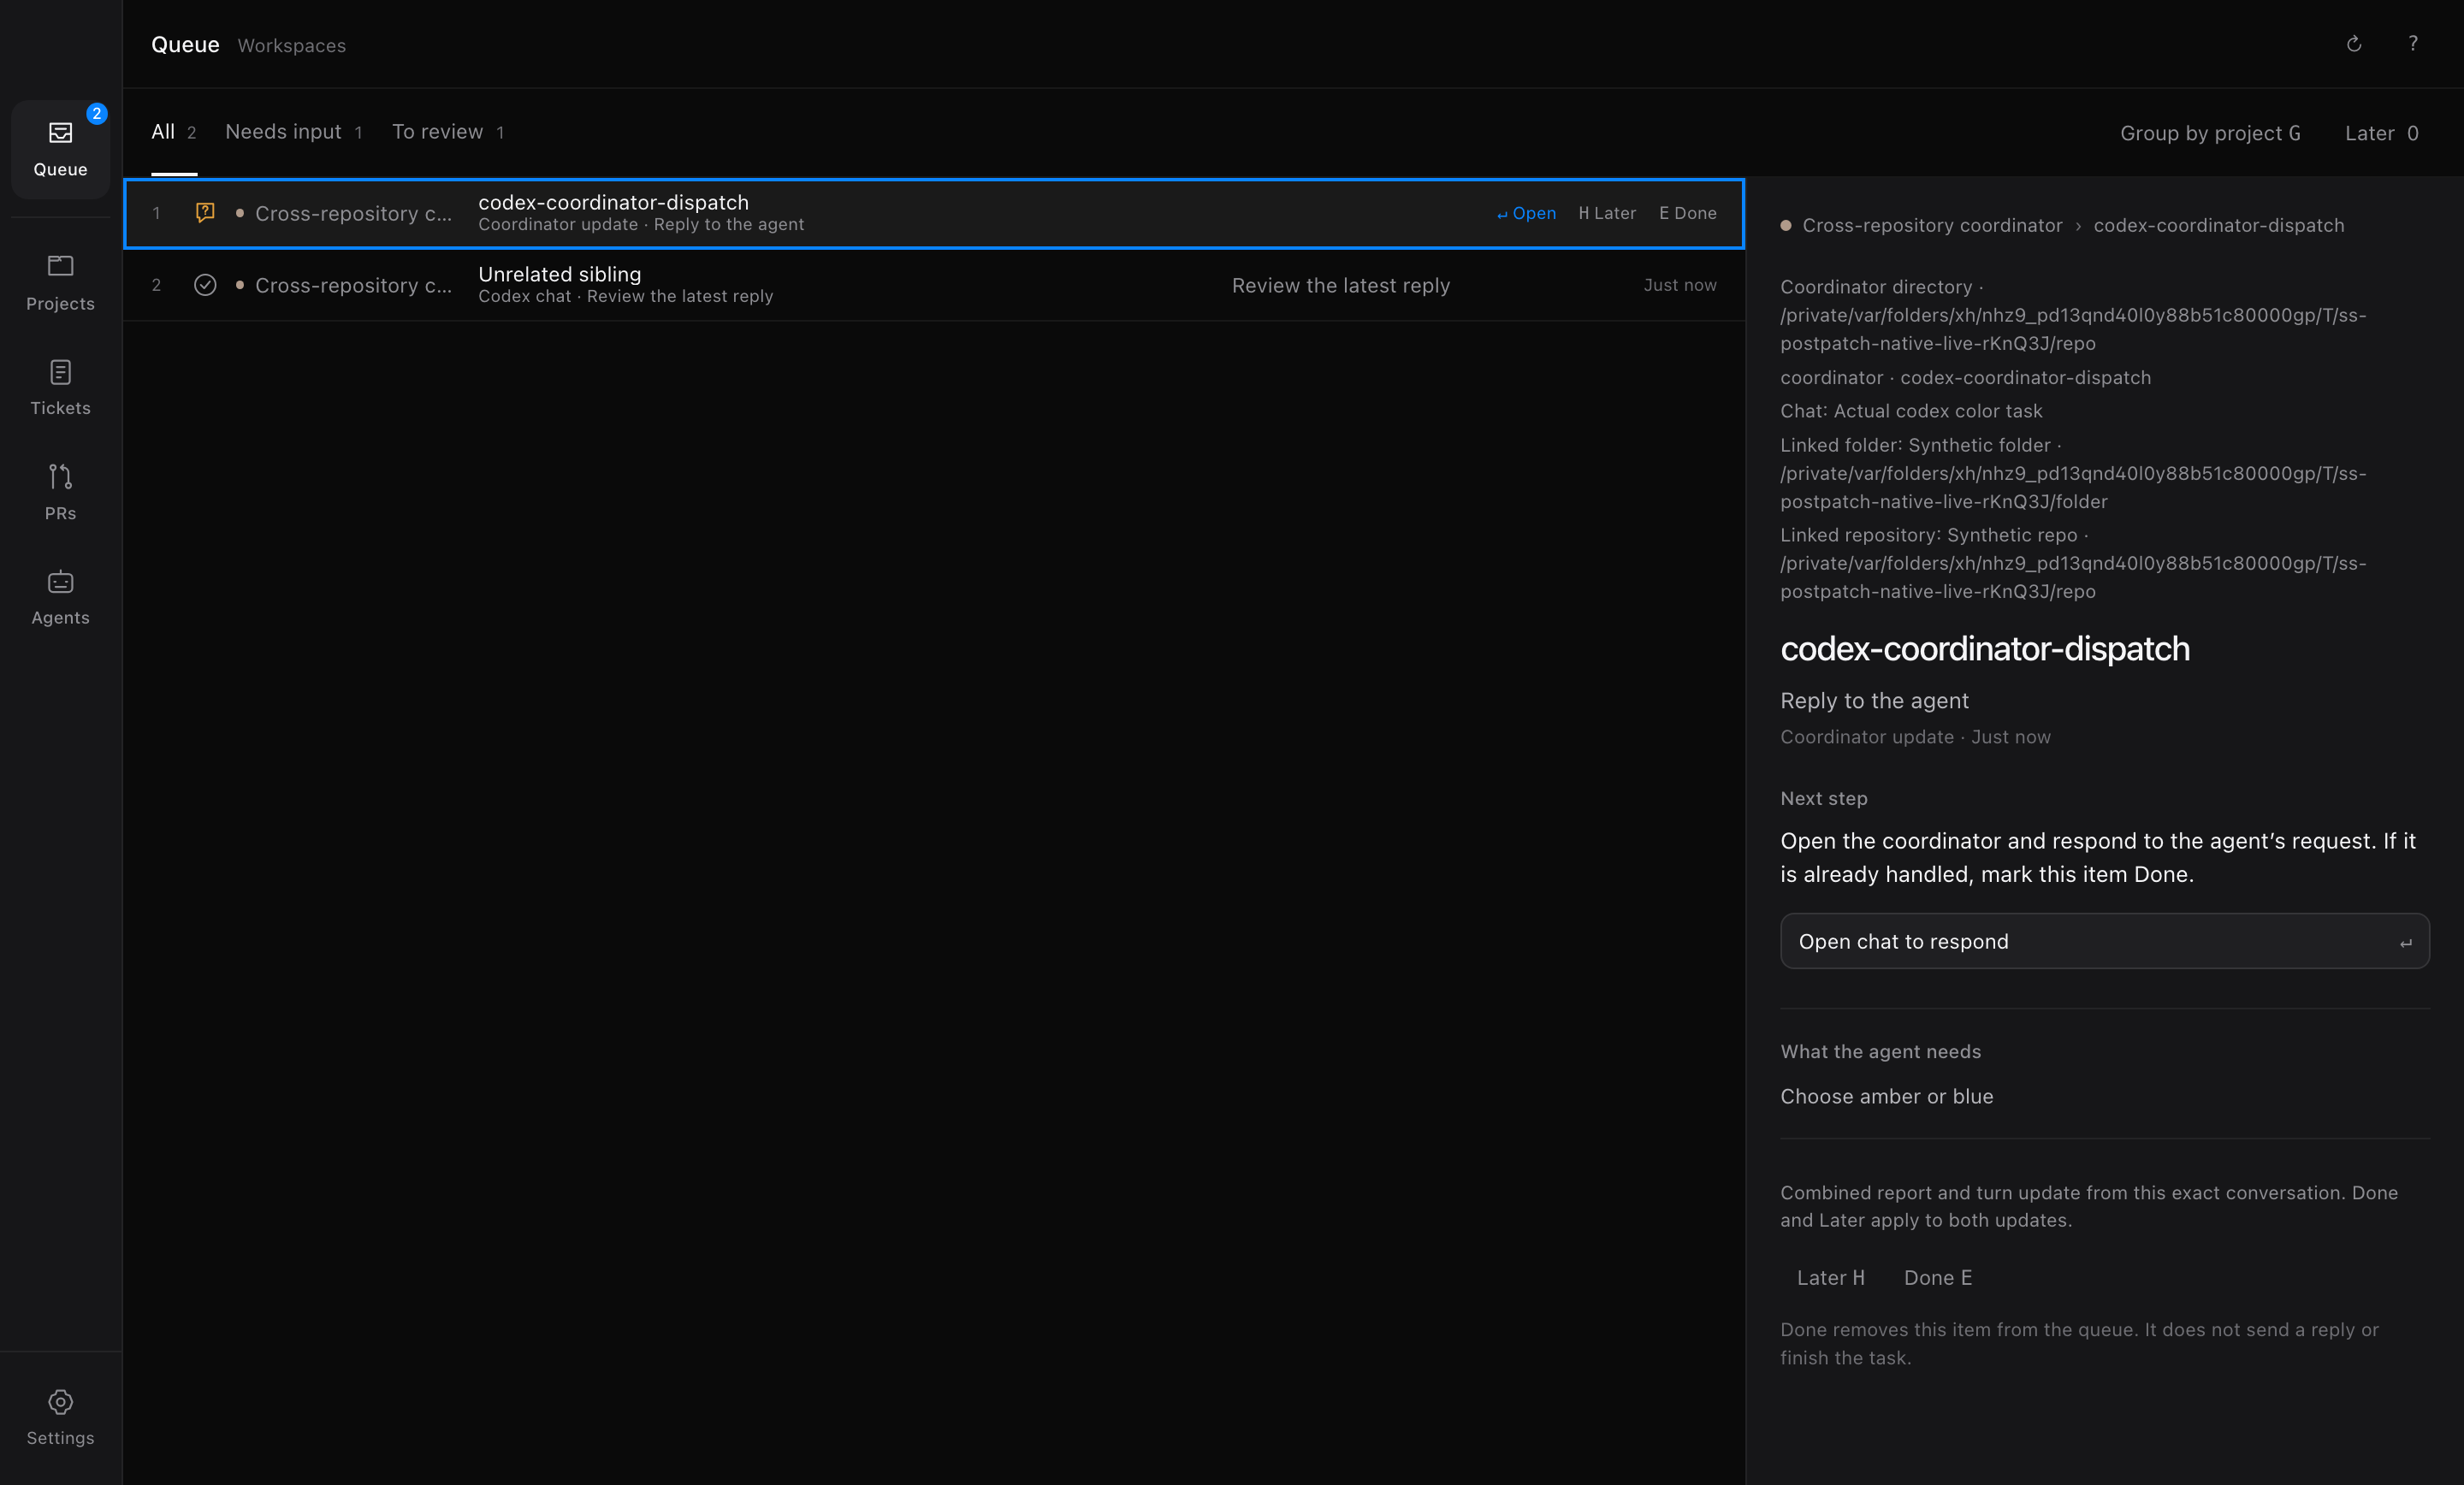 Queue Workspaces
?
2
Queue
Projects
Tickets
PRs
Agents
Settings
All 2 Needs input 1 To review 1
Group by project G Later 0
1 Cross-repository c... codex-coordinator-dispatch
Coordinator update · Reply to the agent
↵ Open H Later E Done
2 Cross-repository c... Unrelated sibling
Codex chat · Review the latest reply
Review the latest reply Just now
Cross-repository coordinator › codex-coordinator-dispatch
Coordinator directory ·
/private/var/folders/xh/nhz9_pd13qnd40l0y88b51c80000gp/T/ss-
postpatch-native-live-rKnQ3J/repo
coordinator · codex-coordinator-dispatch
Chat: Actual codex color task
Linked folder: Synthetic folder ·
/private/var/folders/xh/nhz9_pd13qnd40l0y88b51c80000gp/T/ss-
postpatch-native-live-rKnQ3J/folder
Linked repository: Synthetic repo ·
/private/var/folders/xh/nhz9_pd13qnd40l0y88b51c80000gp/T/ss-
postpatch-native-live-rKnQ3J/repo
codex-coordinator-dispatch
Reply to the agent
Coordinator update · Just now
Next step
Open the coordinator and respond to the agent’s request. If it
is already handled, mark this item Done.
Open chat to respond ↵
What the agent needs
Choose amber or blue
Combined report and turn update from this exact conversation. Done
and Later apply to both updates.
Later H Done E
Done removes this item from the queue. It does not send a reply or
finish the task.